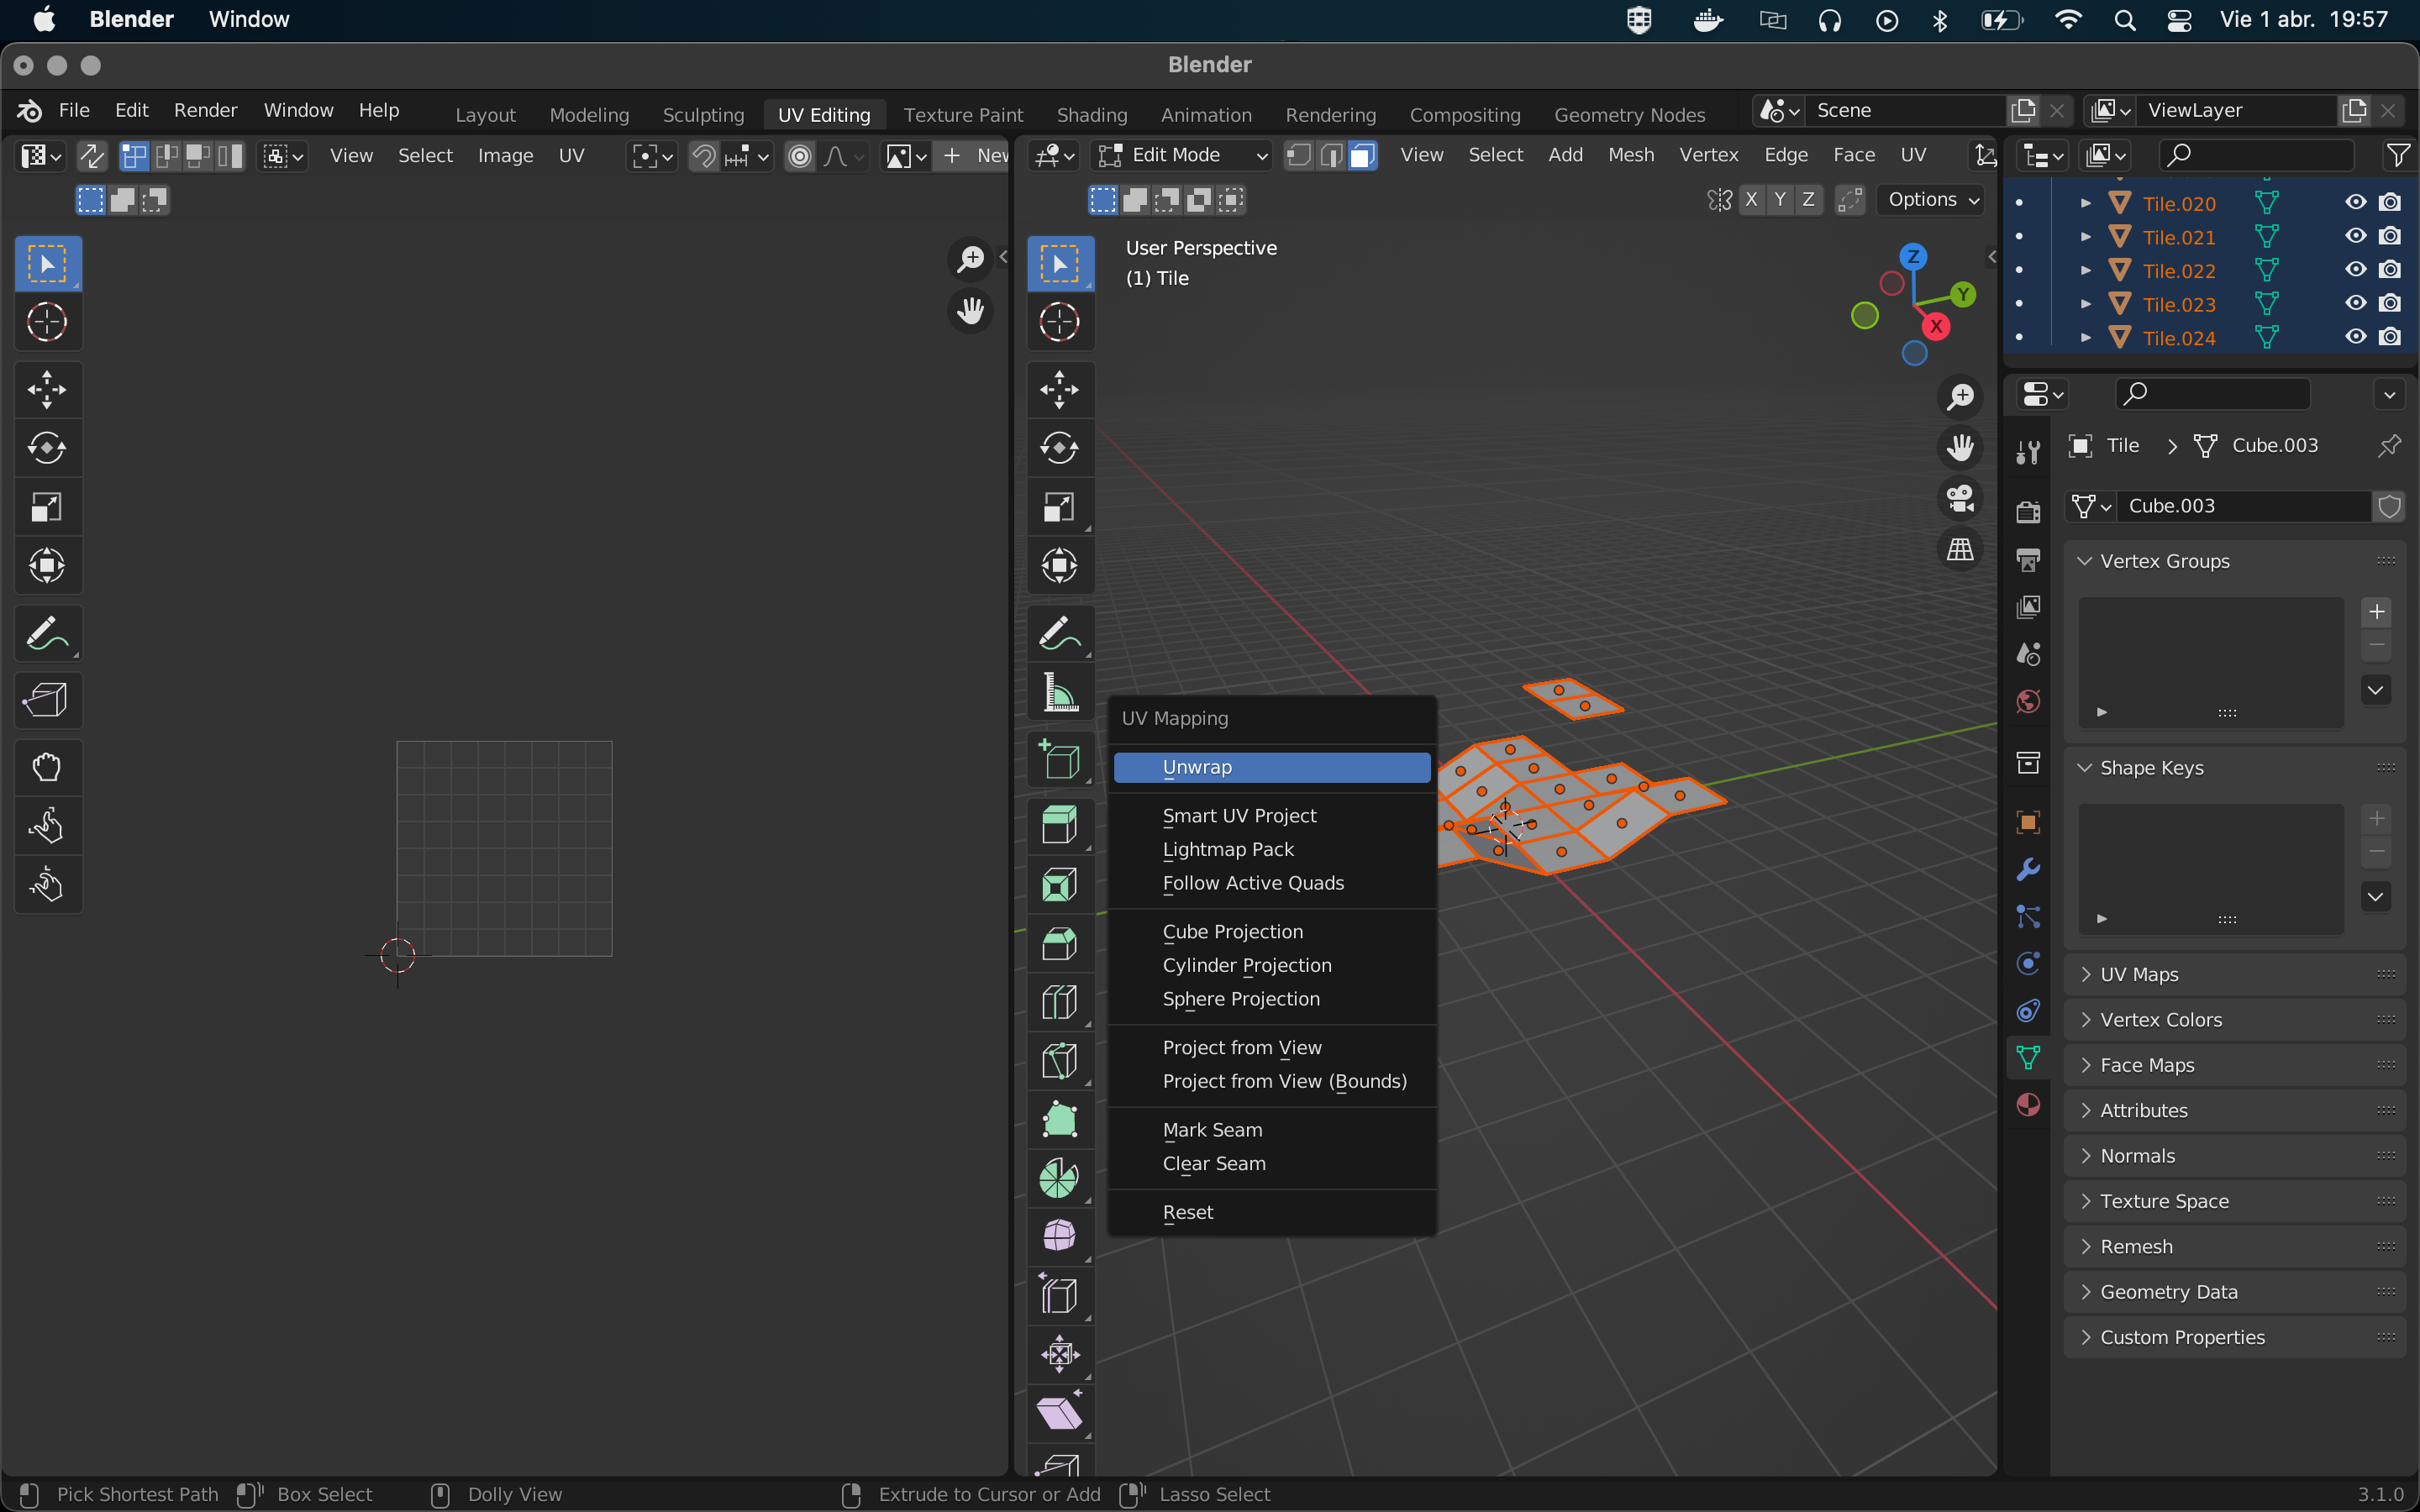 Blender Window Vie 1 abr. 19:57
Blender
File Edit Render Window Help Layout Modeling Sculpting UV Editing Texture Paint Shading Animation Rendering Compositing Geometry Nodes Scene ViewLayer
View Select Image UV + New
Edit Mode View Select Add Mesh Vertex Edge Face UV
X Y Z Options
User Perspective
(1) Tile
Z
Y
X
Tile.020
Tile.021
Tile.022
Tile.023
Tile.024
Tile > Cube.003
Cube.003
Vertex Groups
Shape Keys
UV Maps
Vertex Colors
Face Maps
Attributes
Normals
Texture Space
Remesh
Geometry Data
Custom Properties
UV Mapping
Unwrap
Smart UV Project
Lightmap Pack
Follow Active Quads
Cube Projection
Cylinder Projection
Sphere Projection
Project from View
Project from View (Bounds)
Mark Seam
Clear Seam
Reset
Pick Shortest Path Box Select Dolly View Extrude to Cursor or Add Lasso Select 3.1.0